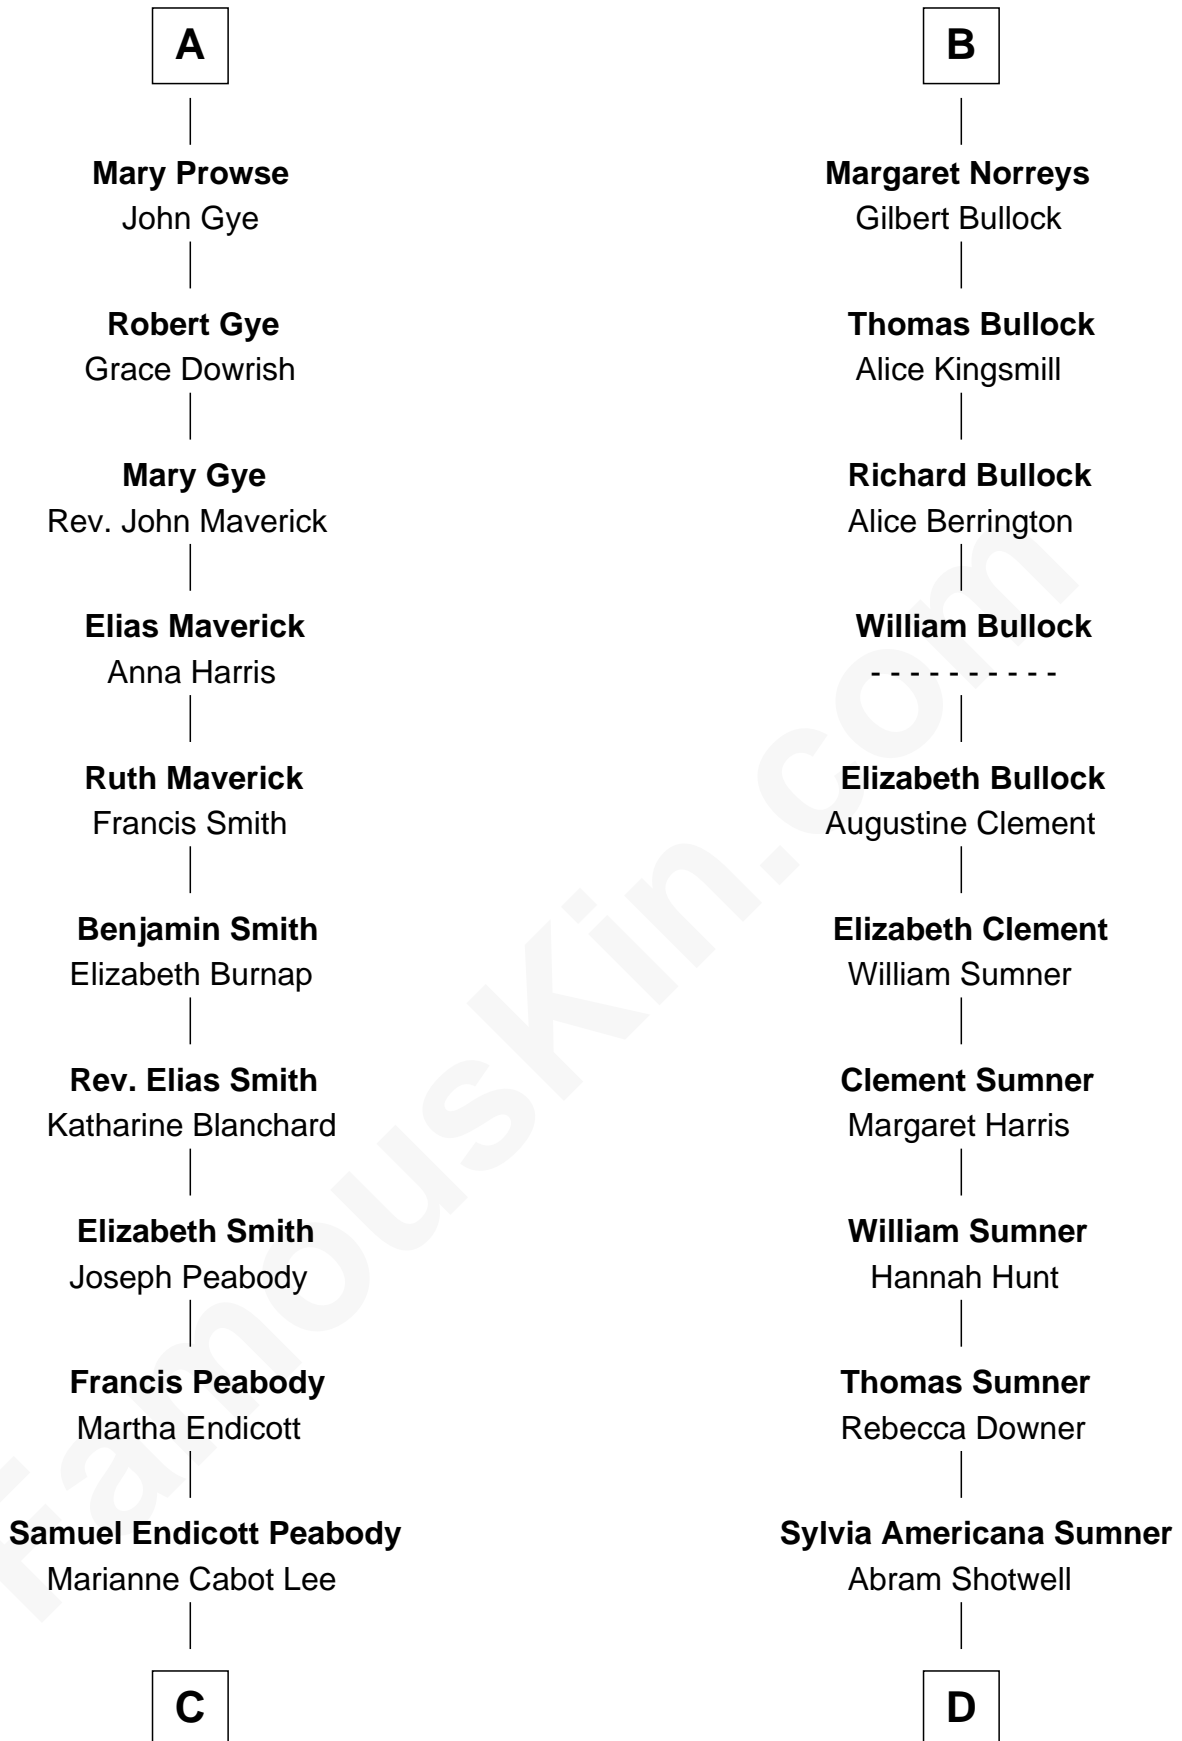 A
Mary Prowse
John Gye
Robert Gye
Grace Dowrish
Mary Gye
Rev. John Maverick
Elias Maverick
Anna Harris
Ruth Maverick
Francis Smith
Benjamin Smith
Elizabeth Burnap
Rev. Elias Smith
Katharine Blanchard
Elizabeth Smith
Joseph Peabody
Francis Peabody
Martha Endicott
Samuel Endicott Peabody
Marianne Cabot Lee
C
B
Margaret Norreys
Gilbert Bullock
Thomas Bullock
Alice Kingsmill
Richard Bullock
Alice Berrington
William Bullock
- - - - - - - - - -
Elizabeth Bullock
Augustine Clement
Elizabeth Clement
William Sumner
Clement Sumner
Margaret Harris
William Sumner
Hannah Hunt
Thomas Sumner
Rebecca Downer
Sylvia Americana Sumner
Abram Shotwell
D
FamousKin.com